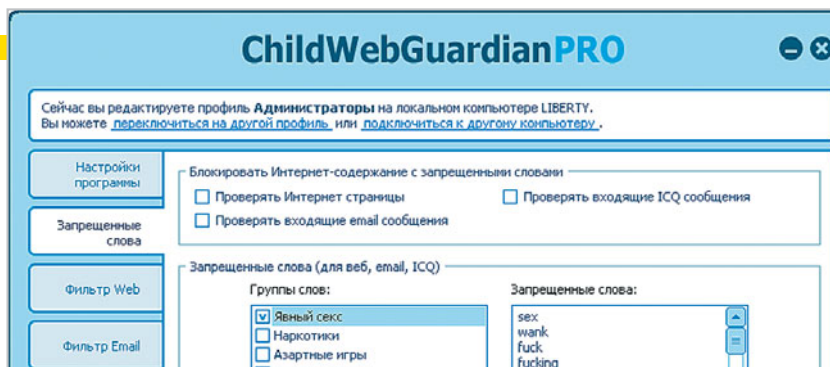 ChildWebGuardian PRO
Сейчас вы редактируете профиль Администраторы на локальном компьютере LIBERTY.
Вы можете переключиться на другой профиль или подключиться к другому компьютеру .
Настройки
программы
Запрещенные
слова
Фильтр Web
Фильтр Email
Блокировать Интернет-содержание с запрещенными словами
Проверять Интернет страницы
Проверять входящие ICQ сообщения
Проверять входящие email сообщения
Запрещенные слова (для веб, email, ICQ)
Группы слов:
Явный секс
Наркотики
Азартные игры
Запрещенные слова:
sex
wank
fuck
fucking